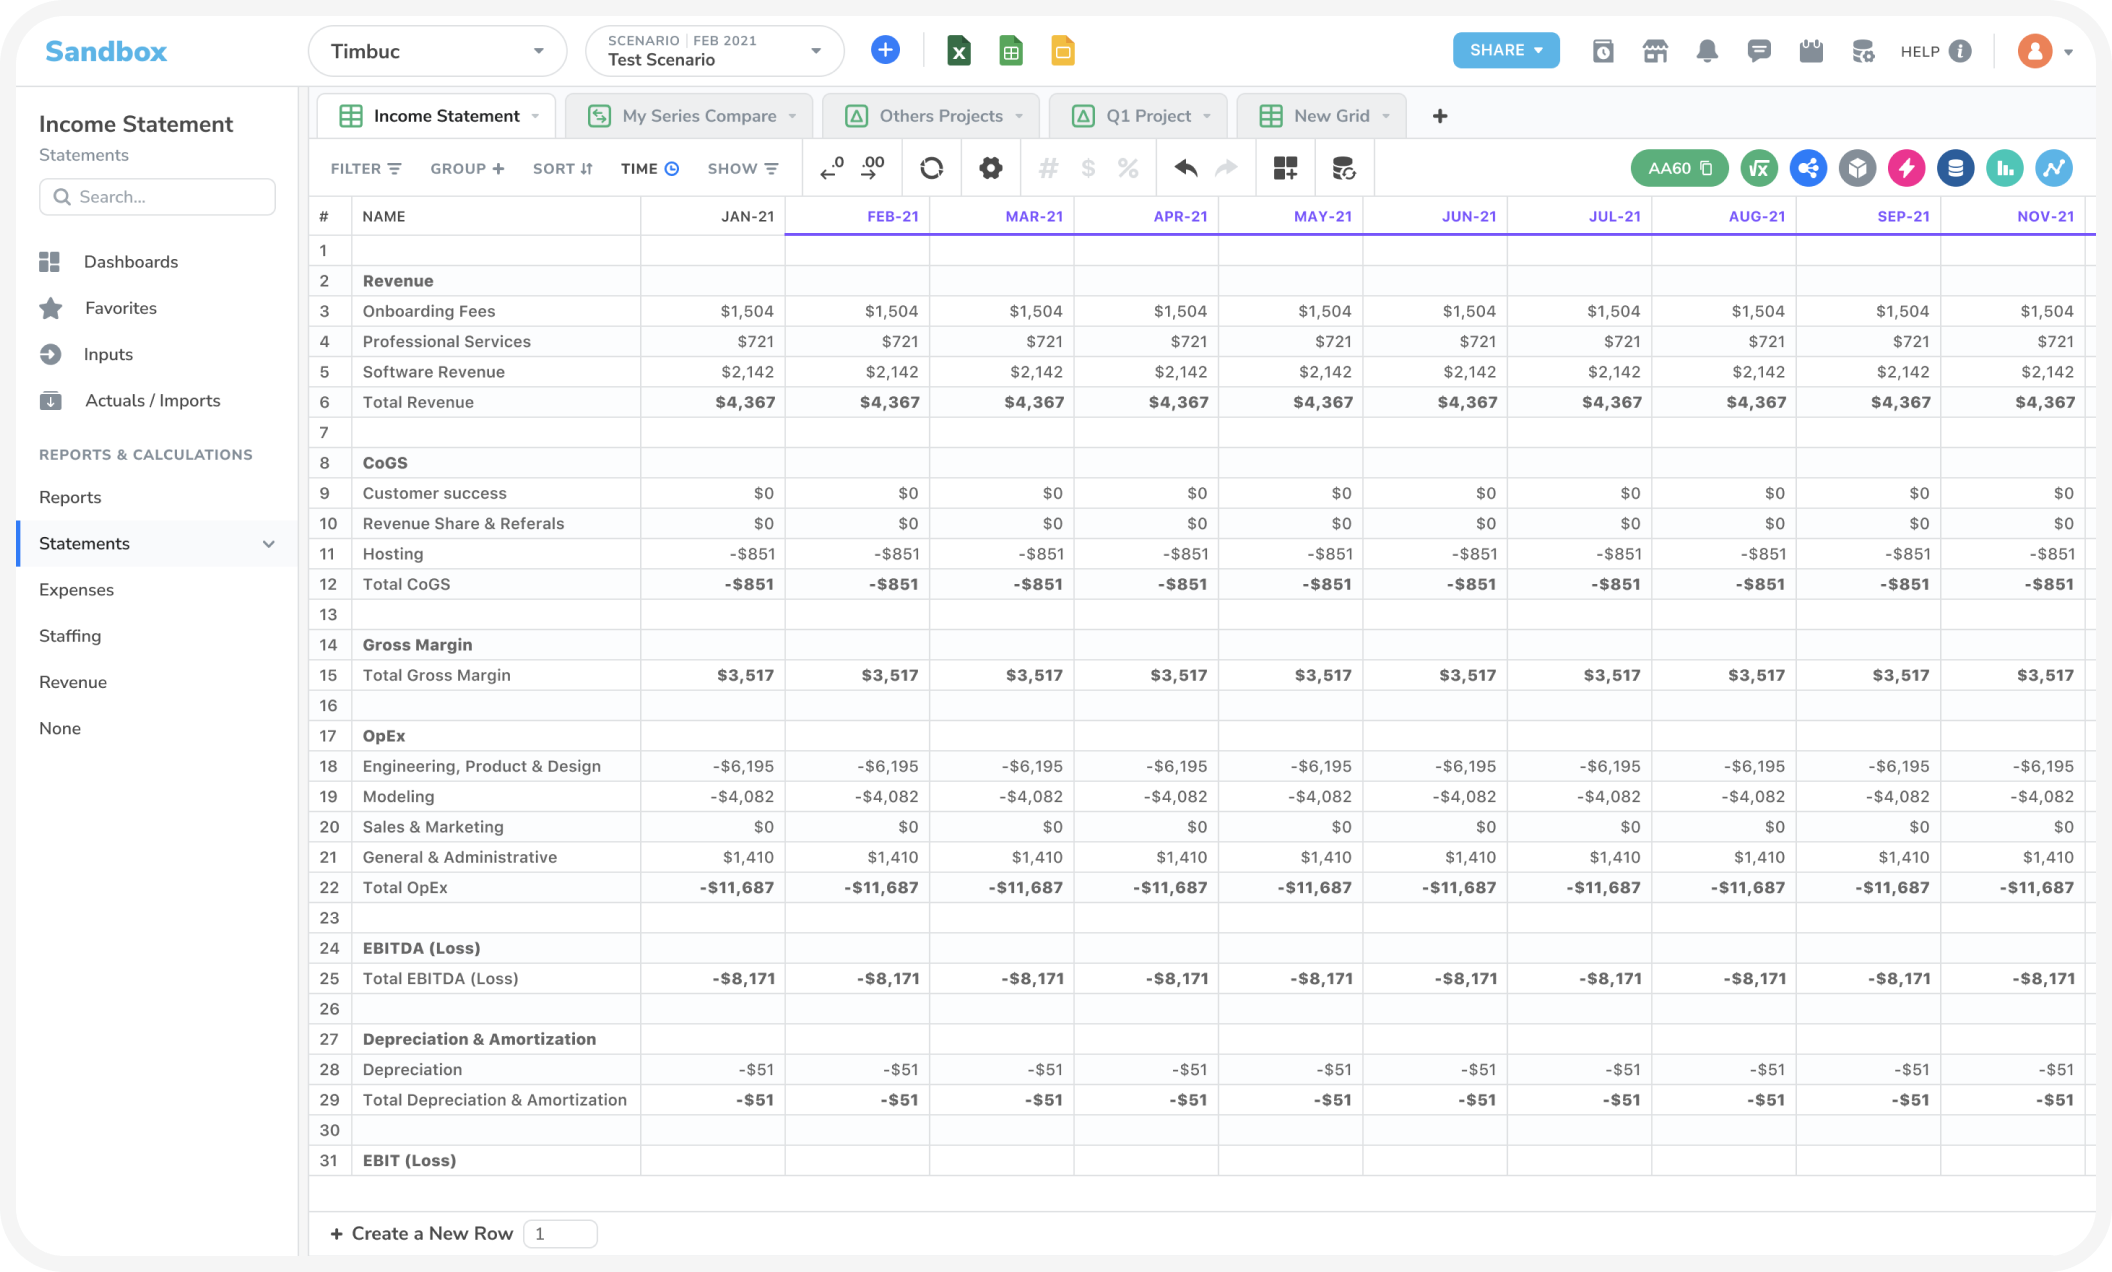 Sandbox
Timbuc
SCENARIO | FEB 2021
Test Scenario
SHARE
HELP
Income Statement
Statements
Search...
Dashboards
Favorites
Inputs
Actuals / Imports
REPORTS & CALCULATIONS
Reports
Statements
Expenses
Staffing
Revenue
None
Income Statement My Series Compare Others Projects Q1 Project New Grid +
FILTER GROUP + SORT TIME SHOW .0 .00 # $ % AA60 √x
# NAME JAN-21 FEB-21 MAR-21 APR-21 MAY-21 JUN-21 JUL-21 AUG-21 SEP-21 NOV-21
1
2 Revenue
3 Onboarding Fees $1,504 $1,504 $1,504 $1,504 $1,504 $1,504 $1,504 $1,504 $1,504 $1,504
4 Professional Services $721 $721 $721 $721 $721 $721 $721 $721 $721 $721
5 Software Revenue $2,142 $2,142 $2,142 $2,142 $2,142 $2,142 $2,142 $2,142 $2,142 $2,142
6 Total Revenue $4,367 $4,367 $4,367 $4,367 $4,367 $4,367 $4,367 $4,367 $4,367 $4,367
7
8 CoGS
9 Customer success $0 $0 $0 $0 $0 $0 $0 $0 $0 $0
10 Revenue Share & Referals $0 $0 $0 $0 $0 $0 $0 $0 $0 $0
11 Hosting -$851 -$851 -$851 -$851 -$851 -$851 -$851 -$851 -$851 -$851
12 Total CoGS -$851 -$851 -$851 -$851 -$851 -$851 -$851 -$851 -$851 -$851
13
14 Gross Margin
15 Total Gross Margin $3,517 $3,517 $3,517 $3,517 $3,517 $3,517 $3,517 $3,517 $3,517 $3,517
16
17 OpEx
18 Engineering, Product & Design -$6,195 -$6,195 -$6,195 -$6,195 -$6,195 -$6,195 -$6,195 -$6,195 -$6,195 -$6,195
19 Modeling -$4,082 -$4,082 -$4,082 -$4,082 -$4,082 -$4,082 -$4,082 -$4,082 -$4,082 -$4,082
20 Sales & Marketing $0 $0 $0 $0 $0 $0 $0 $0 $0 $0
21 General & Administrative $1,410 $1,410 $1,410 $1,410 $1,410 $1,410 $1,410 $1,410 $1,410 $1,410
22 Total OpEx -$11,687 -$11,687 -$11,687 -$11,687 -$11,687 -$11,687 -$11,687 -$11,687 -$11,687 -$11,687
23
24 EBITDA (Loss)
25 Total EBITDA (Loss) -$8,171 -$8,171 -$8,171 -$8,171 -$8,171 -$8,171 -$8,171 -$8,171 -$8,171 -$8,171
26
27 Depreciation & Amortization
28 Depreciation -$51 -$51 -$51 -$51 -$51 -$51 -$51 -$51 -$51 -$51
29 Total Depreciation & Amortization -$51 -$51 -$51 -$51 -$51 -$51 -$51 -$51 -$51 -$51
30
31 EBIT (Loss)
+ Create a New Row 1